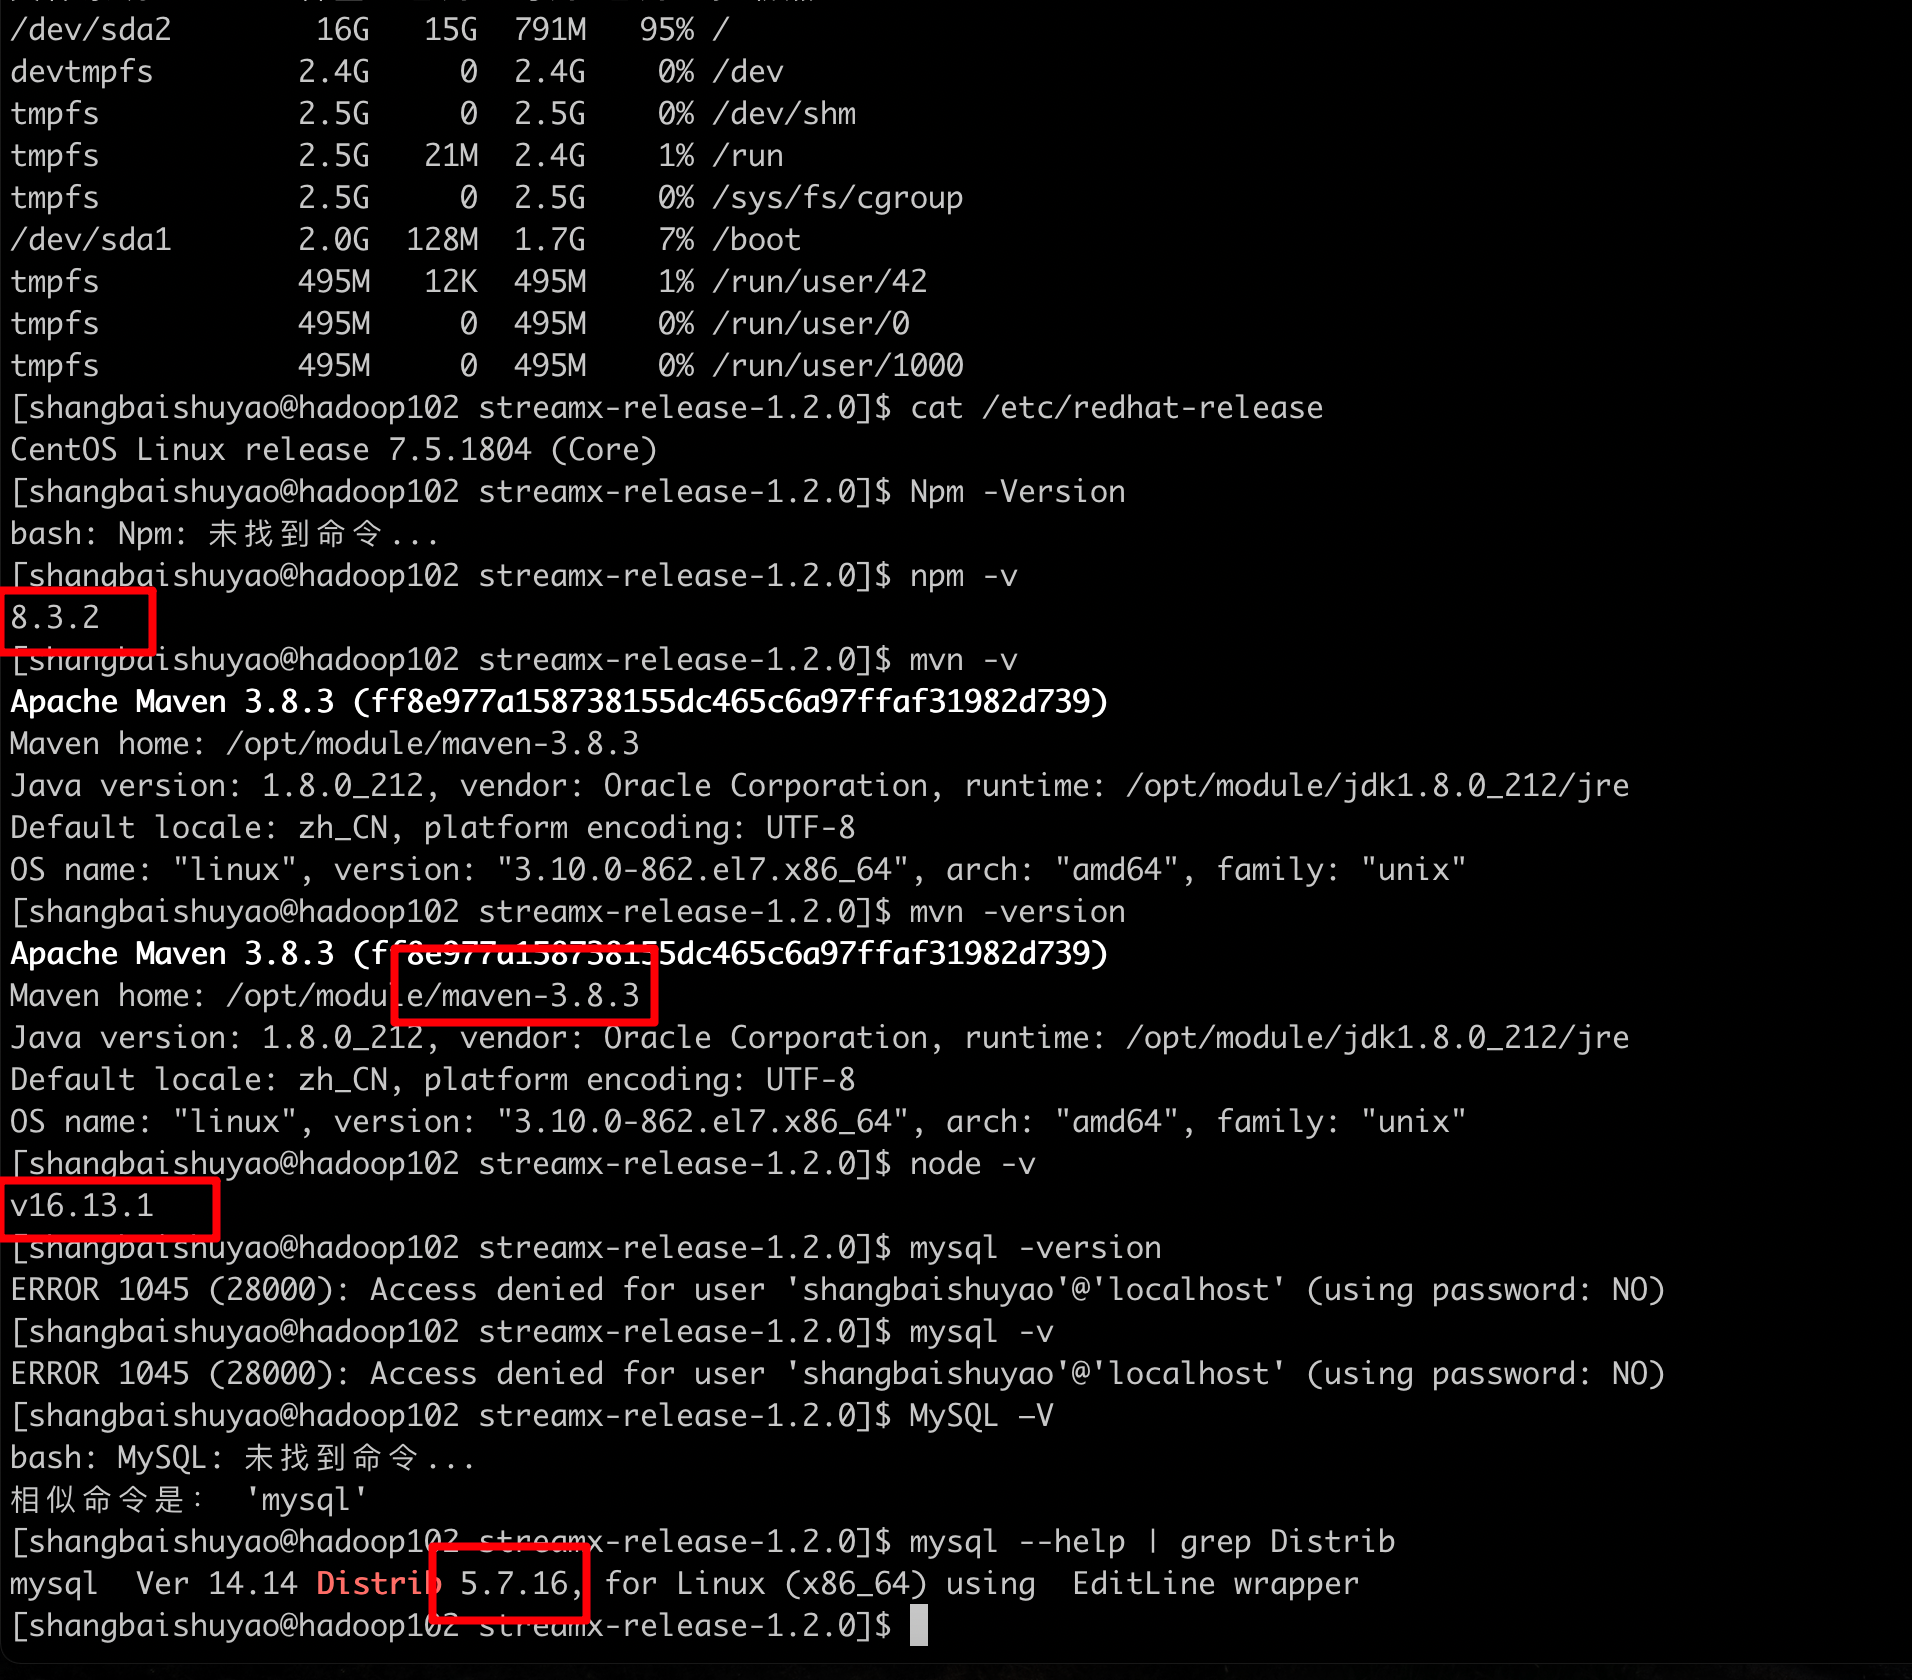 /dev/sda2 16G 15G 791M 95% /
devtmpfs 2.4G 0 2.4G 0% /dev
tmpfs 2.5G 0 2.5G 0% /dev/shm
tmpfs 2.5G 21M 2.4G 1% /run
tmpfs 2.5G 0 2.5G 0% /sys/fs/cgroup
/dev/sda1 2.0G 128M 1.7G 7% /boot
tmpfs 495M 12K 495M 1% /run/user/42
tmpfs 495M 0 495M 0% /run/user/0
tmpfs 495M 0 495M 0% /run/user/1000
[shangbaishuyao@hadoop102 streamx-release-1.2.0]$ cat /etc/redhat-release
CentOS Linux release 7.5.1804 (Core)
[shangbaishuyao@hadoop102 streamx-release-1.2.0]$ Npm -Version
bash: Npm: 未找到命令...
[shangbaishuyao@hadoop102 streamx-release-1.2.0]$ npm -v
8.3.2
[shangbaishuyao@hadoop102 streamx-release-1.2.0]$ mvn -v
Apache Maven 3.8.3 (ff8e977a158738155dc465c6a97ffaf31982d739)
Maven home: /opt/module/maven-3.8.3
Java version: 1.8.0_212, vendor: Oracle Corporation, runtime: /opt/module/jdk1.8.0_212/jre
Default locale: zh_CN, platform encoding: UTF-8
OS name: "linux", version: "3.10.0-862.el7.x86_64", arch: "amd64", family: "unix"
[shangbaishuyao@hadoop102 streamx-release-1.2.0]$ mvn -version
Apache Maven 3.8.3 (ff8e977a158738155dc465c6a97ffaf31982d739)
Maven home: /opt/module/maven-3.8.3
Java version: 1.8.0_212, vendor: Oracle Corporation, runtime: /opt/module/jdk1.8.0_212/jre
Default locale: zh_CN, platform encoding: UTF-8
OS name: "linux", version: "3.10.0-862.el7.x86_64", arch: "amd64", family: "unix"
[shangbaishuyao@hadoop102 streamx-release-1.2.0]$ node -v
v16.13.1
[shangbaishuyao@hadoop102 streamx-release-1.2.0]$ mysql -version
ERROR 1045 (28000): Access denied for user 'shangbaishuyao'@'localhost' (using password: NO)
[shangbaishuyao@hadoop102 streamx-release-1.2.0]$ mysql -v
ERROR 1045 (28000): Access denied for user 'shangbaishuyao'@'localhost' (using password: NO)
[shangbaishuyao@hadoop102 streamx-release-1.2.0]$ MySQL –V
bash: MySQL: 未找到命令...
相似命令是： 'mysql'
[shangbaishuyao@hadoop102 streamx-release-1.2.0]$ mysql --help | grep Distrib
mysql  Ver 14.14 Distrib 5.7.16, for Linux (x86_64) using  EditLine wrapper
[shangbaishuyao@hadoop102 streamx-release-1.2.0]$